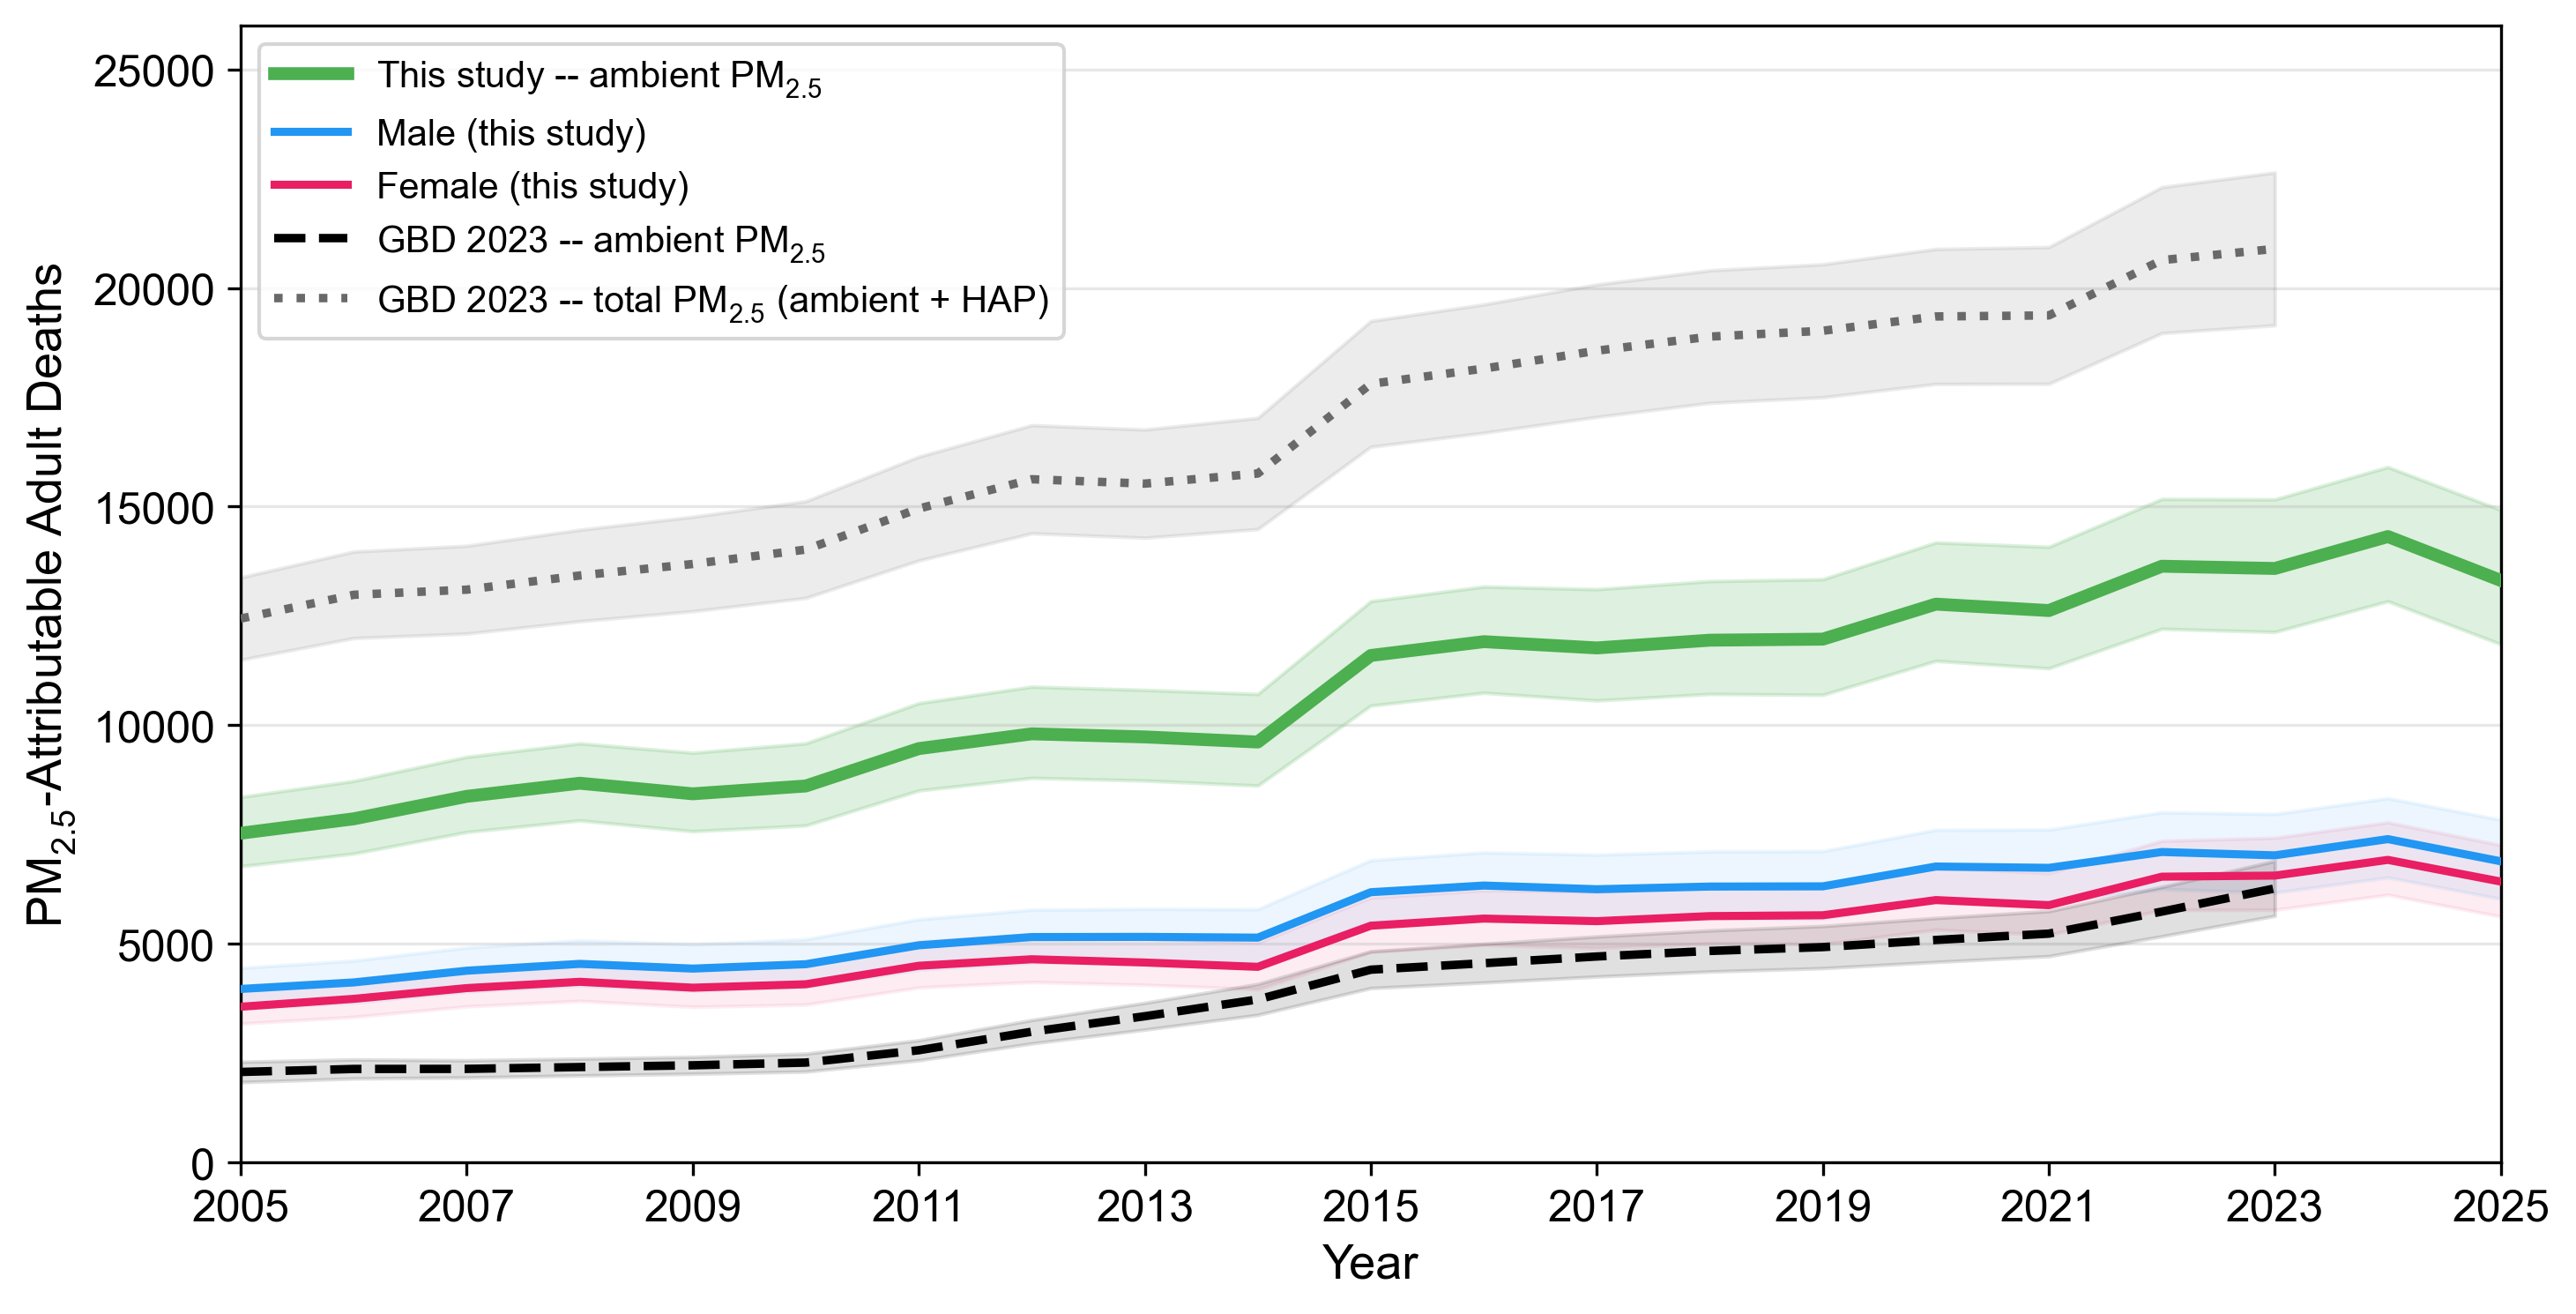 25000
20000
15000
10000
5000
0
PM2.5-Attributable Adult Deaths
This study -- ambient PM2.5
Male (this study)
Female (this study)
GBD 2023 -- ambient PM2.5
GBD 2023 -- total PM2.5 (ambient + HAP)
2005 2007 2009 2011 2013 2015 2017 2019 2021 2023 2025
Year